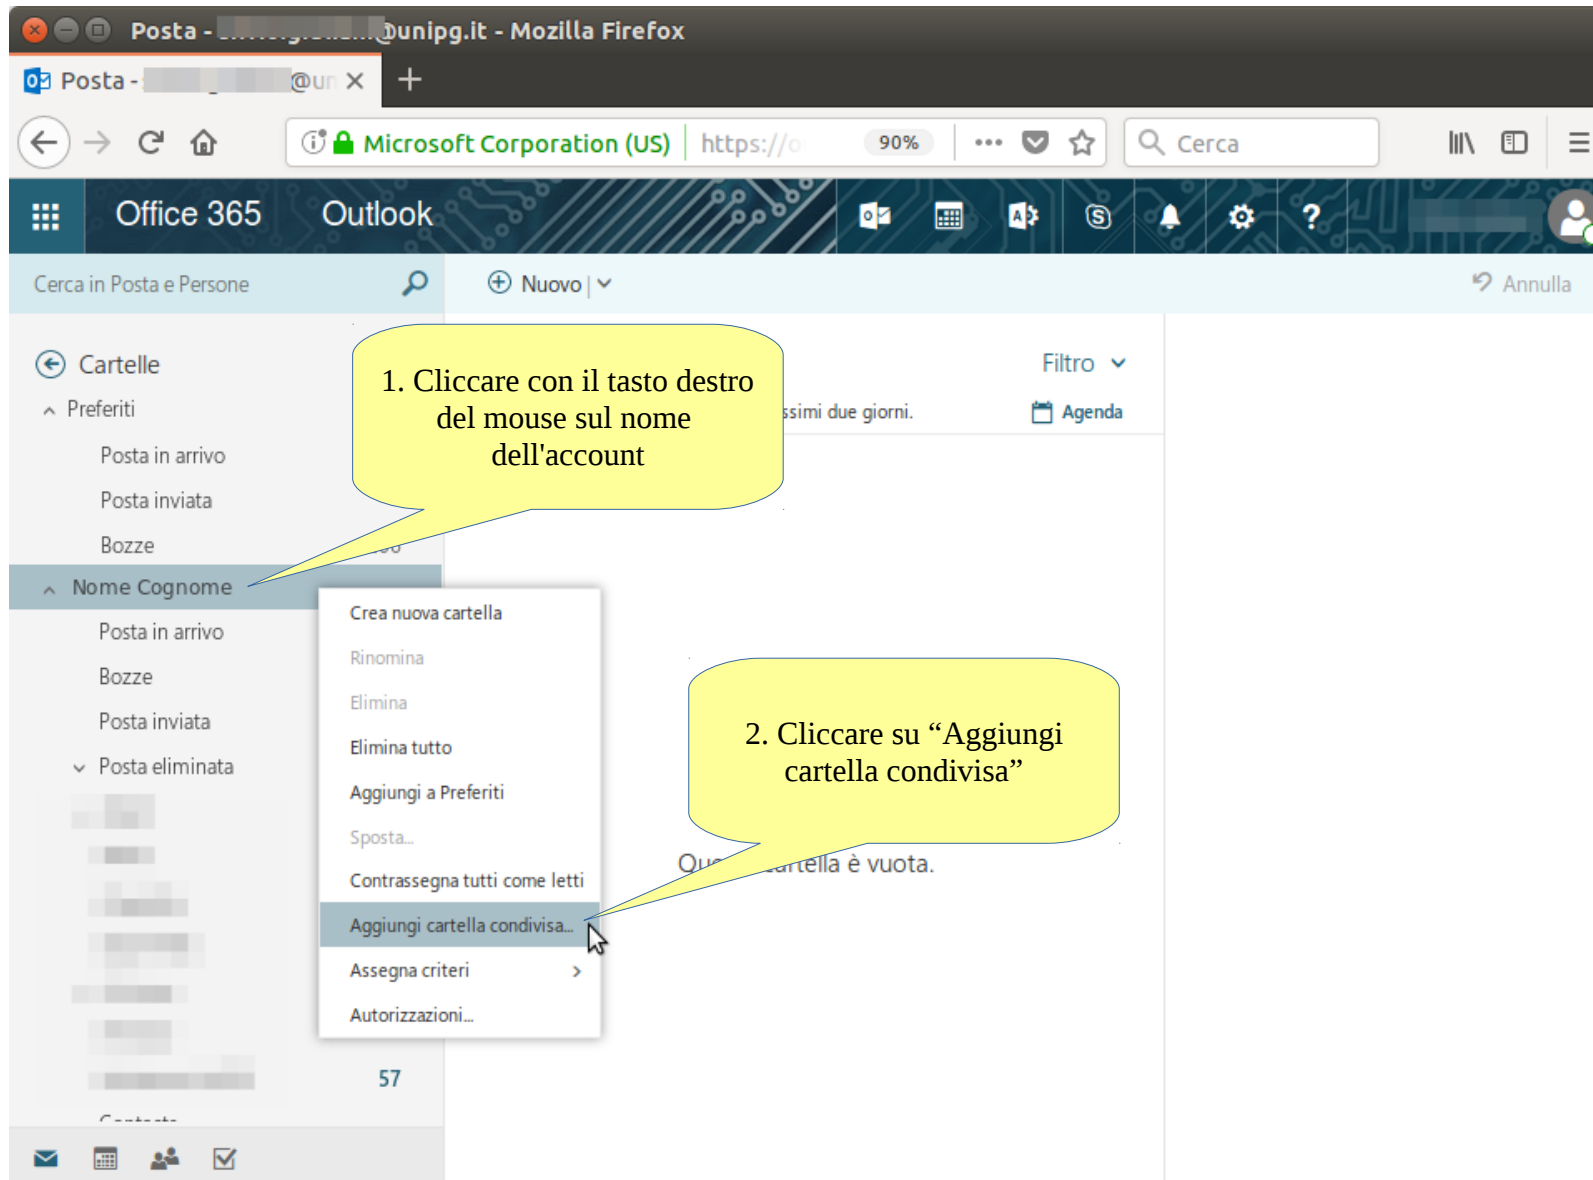 Posta - @unipg.it - Mozilla Firefox
Posta - @un
Microsoft Corporation (US) https://o 90% Cerca
Office 365 Outlook
Cerca in Posta e Persone Nuovo Annulla
Cartelle
Filtro
Preferiti
Agenda
due giorni.
Posta in arrivo
Posta inviata
Bozze
1. Cliccare con il tasto destro
del mouse sul nome
dell'account
Nome Cognome
Posta in arrivo
Bozze
Posta inviata
Posta eliminata
57
Crea nuova cartella
Rinomina
Elimina
Elimina tutto
Aggiungi a Preferiti
Sposta...
Contrassegna tutti come letti
Aggiungi cartella condivisa...
Assegna criteri
Autorizzazioni...
2. Cliccare su “Aggiungi
cartella condivisa”
è vuota.